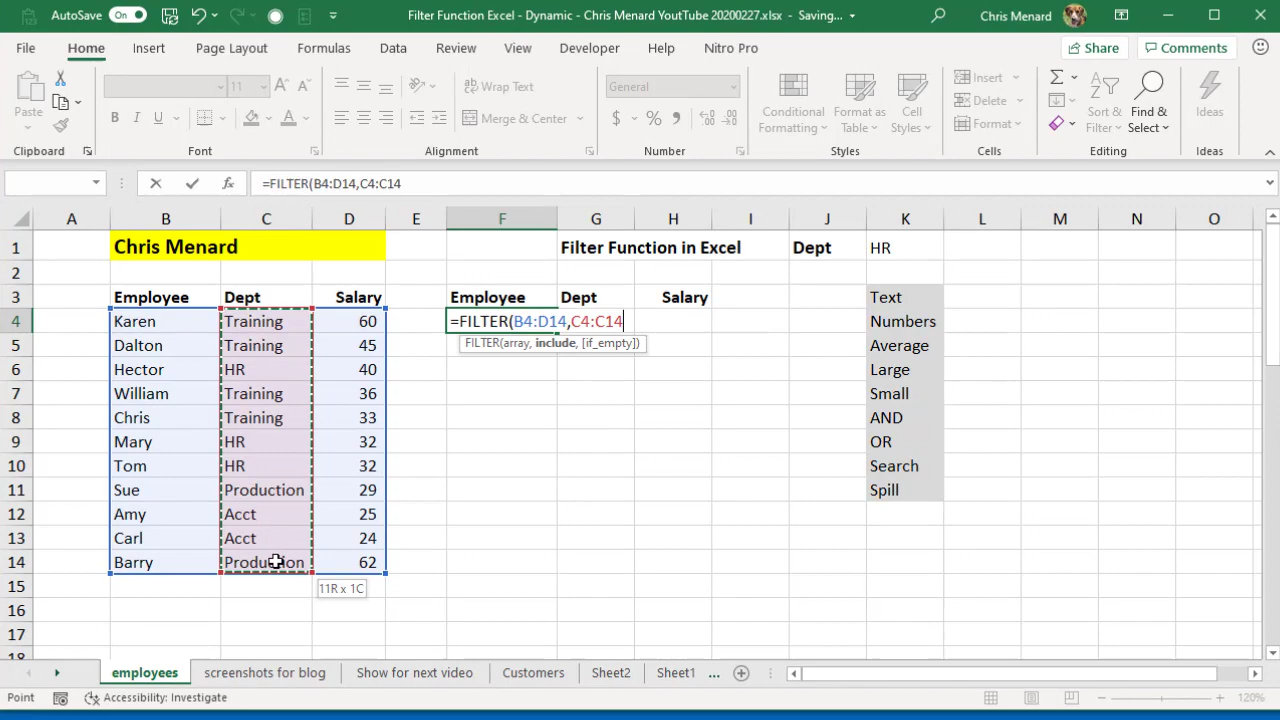 AutoSave On Filter Function Excel - Dynamic - Chris Menard YouTube 20200227.xlsx - Saving... Chris Menard
File Home Insert Page Layout Formulas Data Review View Developer Help Nitro Pro Share Comments
11 A A Wrap Text General Insert
Paste B I U A Merge & Center $ % Conditional Formatting Format as Table Cell Styles Delete Format Sort & Filter Find & Select Ideas
Clipboard Font Alignment Number Styles Cells Editing Ideas
fx =FILTER(B4:D14,C4:C14
A B C D E F G H I J K L M N O
1 Chris Menard Filter Function in Excel Dept HR
2
3 Employee Dept Salary Employee Dept Salary Text
4 Karen Training 60 =FILTER(B4:D14,C4:C14 Numbers
FILTER(array, include, [if_empty])
5 Dalton Training 45 Average
6 Hector HR 40 Large
7 William Training 36 Small
8 Chris Training 33 AND
9 Mary HR 32 OR
10 Tom HR 32 Search
11 Sue Production 29 Spill
12 Amy Acct 25
13 Carl Acct 24
14 Barry Production 62
15 11R x 1C
16
17
18
employees screenshots for blog Show for next video Customers Sheet2 Sheet1 ...
Point Accessibility: Investigate 120%